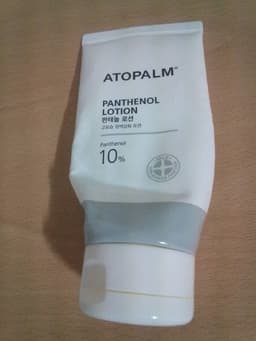 ATOPALM
PANTHENOL
LOTION
판테놀 로션
Panthenol
10%